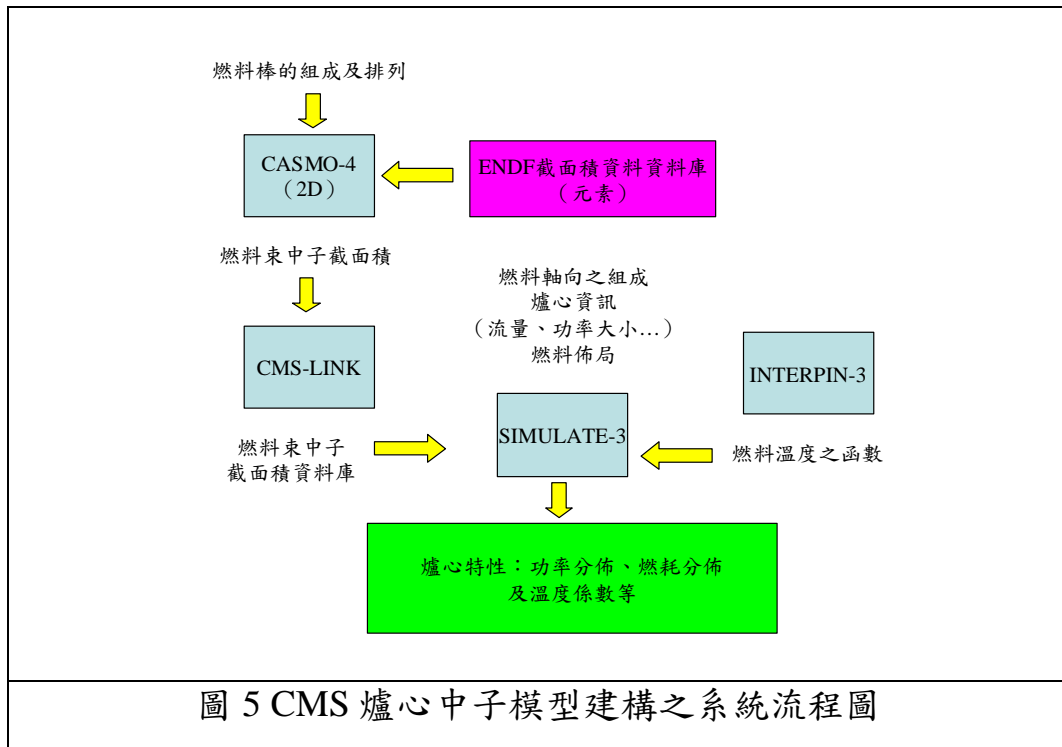 燃料棒的組成及排列
CASMO-4
（2D）
ENDF截面積資料資料庫
（元素）
燃料束中子截面積
燃料軸向之組成
爐心資訊
（流量、功率大小…）
燃料佈局
CMS-LINK
INTERPIN-3
SIMULATE-3
燃料束中子
截面積資料庫
燃料溫度之函數
爐心特性：功率分佈、燃耗分佈
及溫度係數等
圖 5 CMS 爐心中子模型建構之系統流程圖